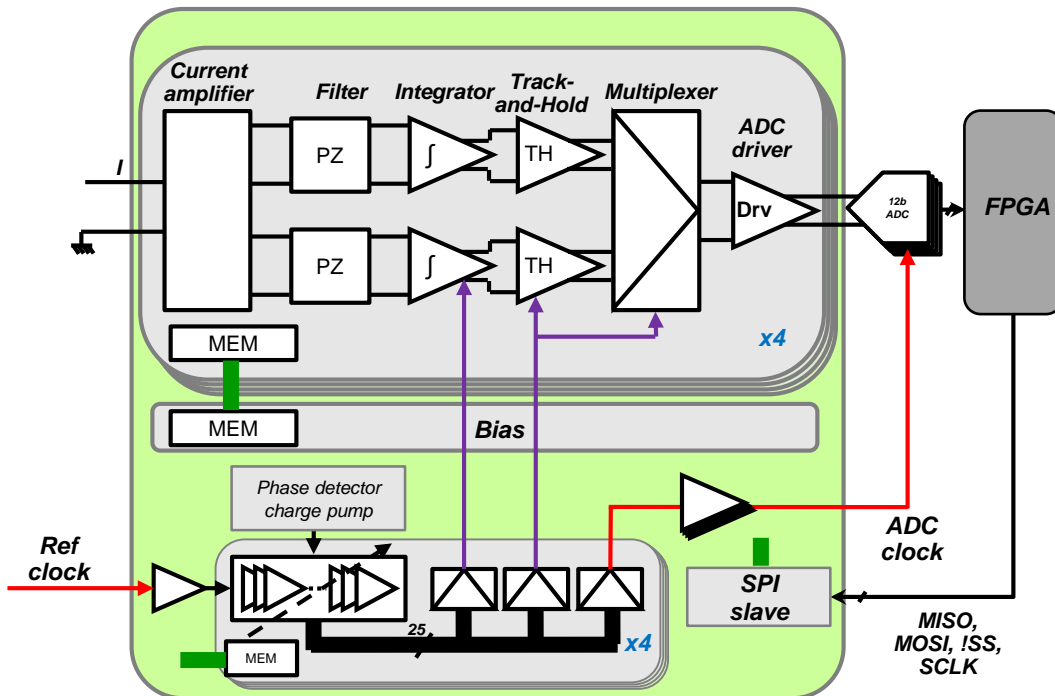 Current
amplifier
Filter
Integrator
Track-
and-Hold
Multiplexer
ADC
driver
I
PZ
∫
TH
Drv
12b
ADC
FPGA
PZ
∫
TH
MEM
x4
MEM
Bias
Phase detector
charge pump
Ref
clock
ADC
clock
25
MEM
x4
SPI
slave
MISO,
MOSI, !SS,
SCLK